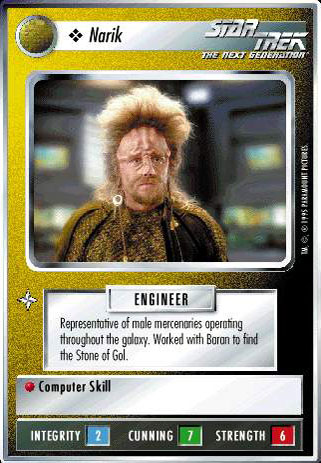 ❖ Narik
STAR TREK
THE NEXT GENERATION®
TM, ©, ® 1995 PARAMOUNT PICTURES.
ENGINEER
Representative of male mercenaries operating
throughout the galaxy. Worked with Baran to find
the Stone of Gol.
Computer Skill
INTEGRITY 2 CUNNING 7 STRENGTH 6